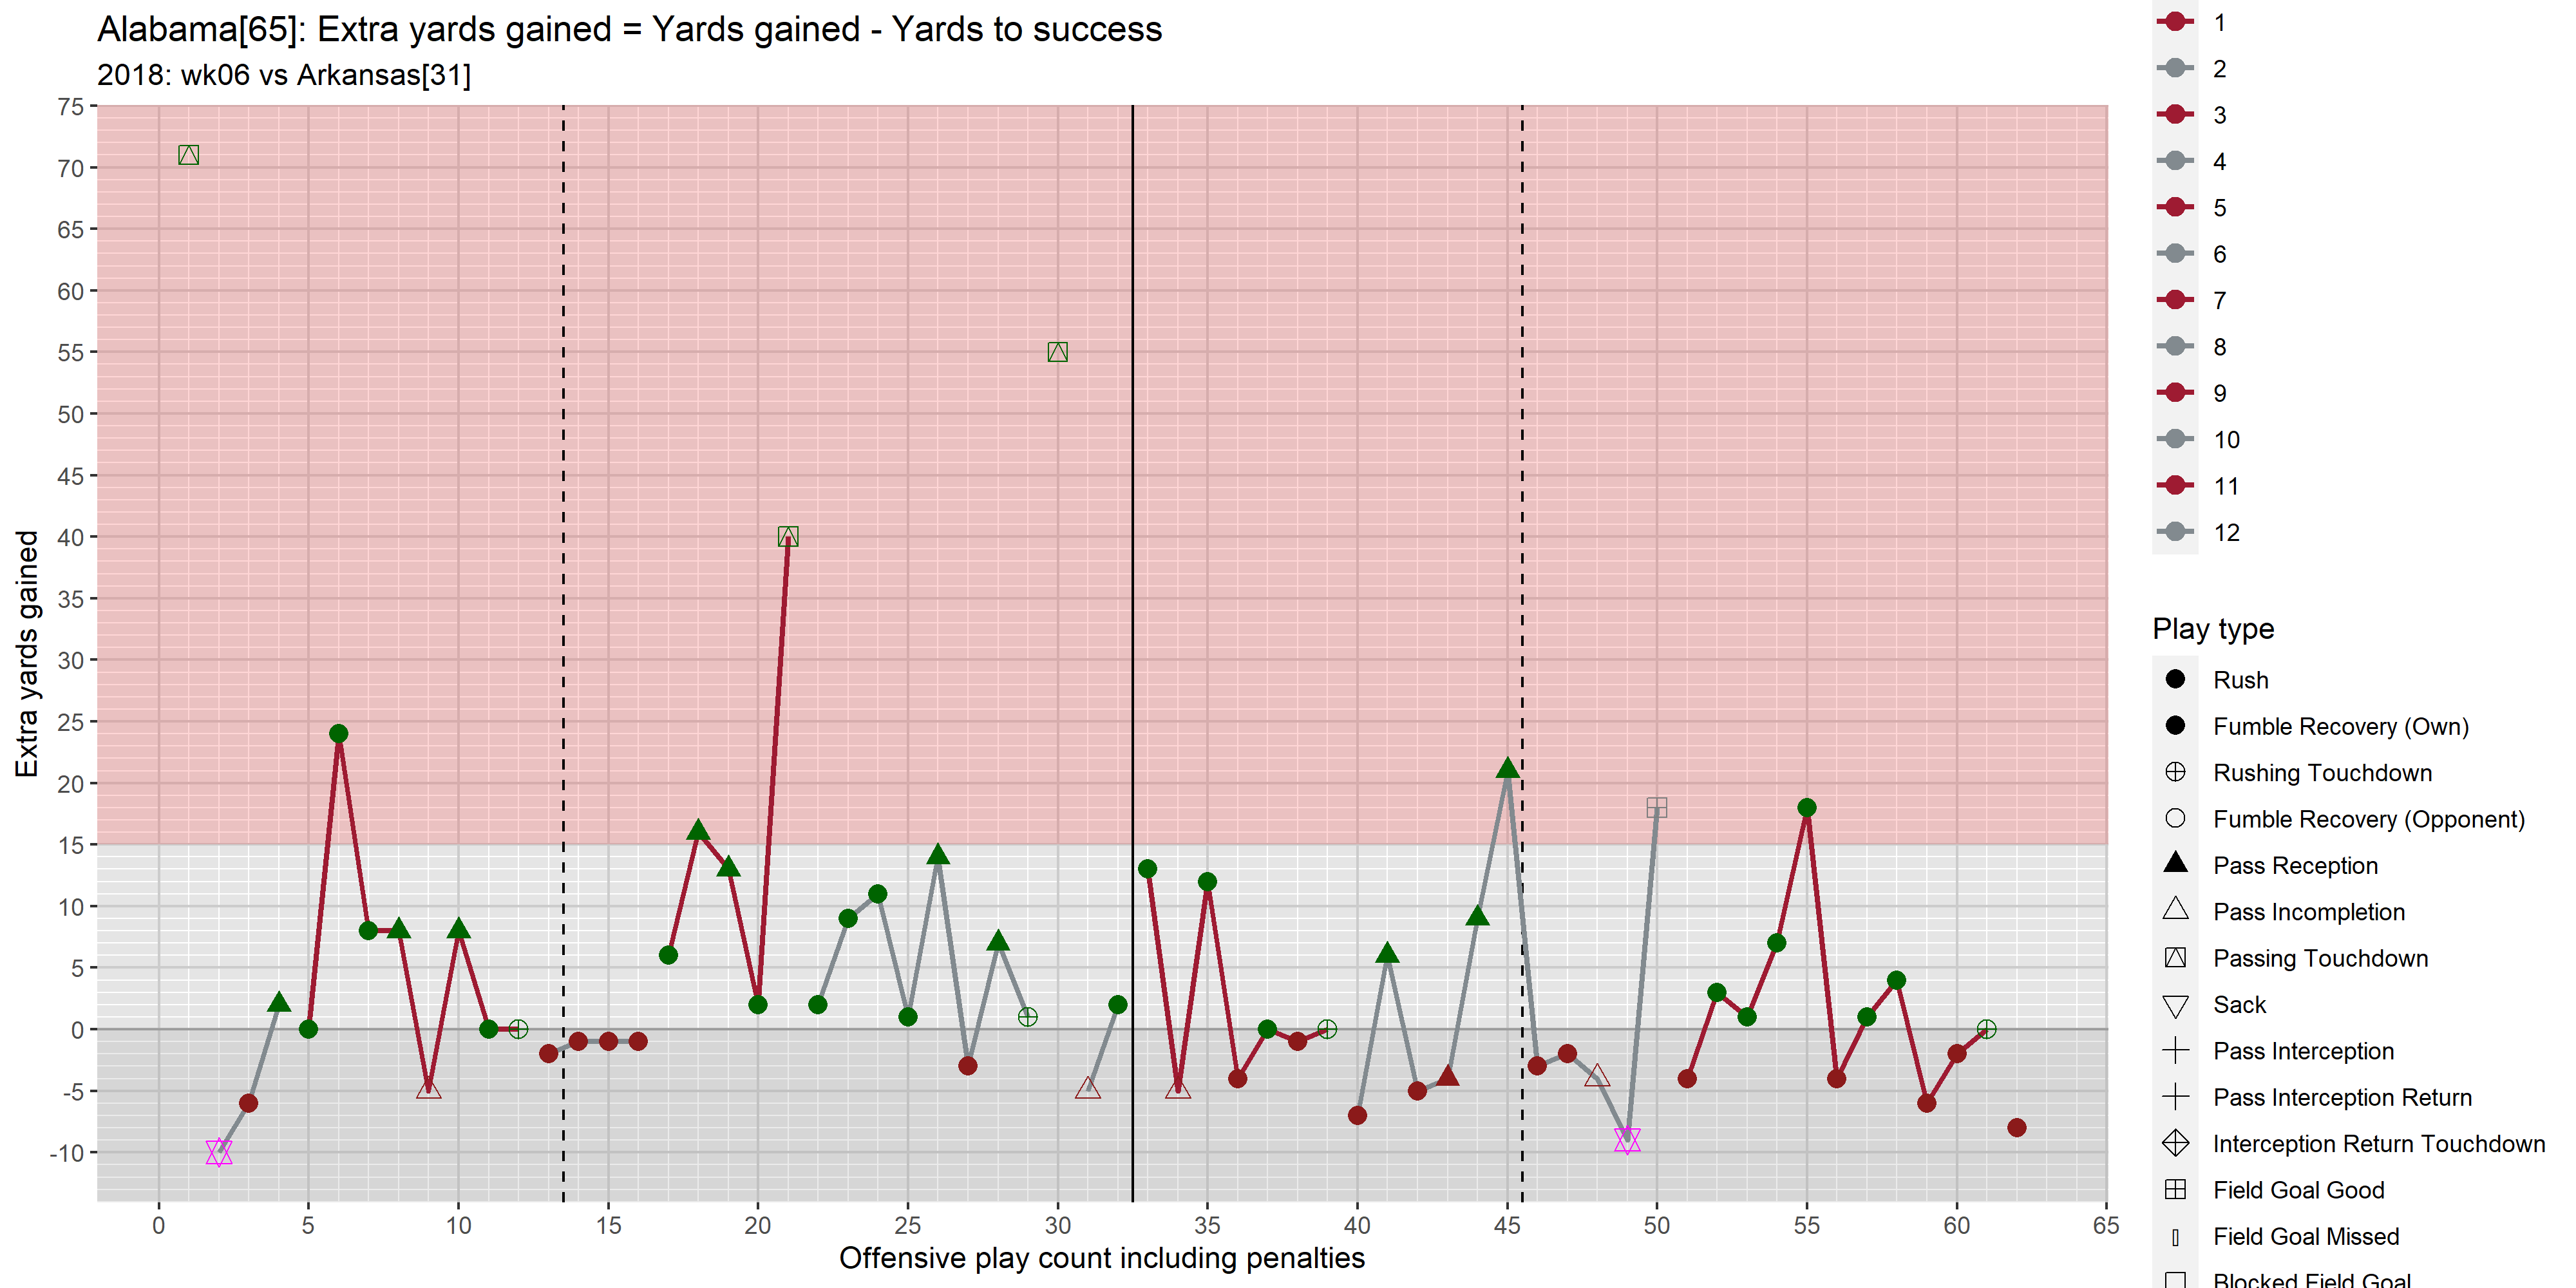 Alabama[65]: Extra yards gained = Yards gained - Yards to success
2018: wk06 vs Arkansas[31]
Extra yards gained
75
70
65
60
55
50
45
40
35
30
25
20
15
10
5
0
-5
-10
0 5 10 15 20 25 30 35 40 45 50 55 60 65
Offensive play count including penalties
1
2
3
4
5
6
7
8
9
10
11
12
Play type
Rush
Fumble Recovery (Own)
Rushing Touchdown
Fumble Recovery (Opponent)
Pass Reception
Pass Incompletion
Passing Touchdown
Sack
Pass Interception
Pass Interception Return
Interception Return Touchdown
Field Goal Good
Field Goal Missed
Blocked Field Goal